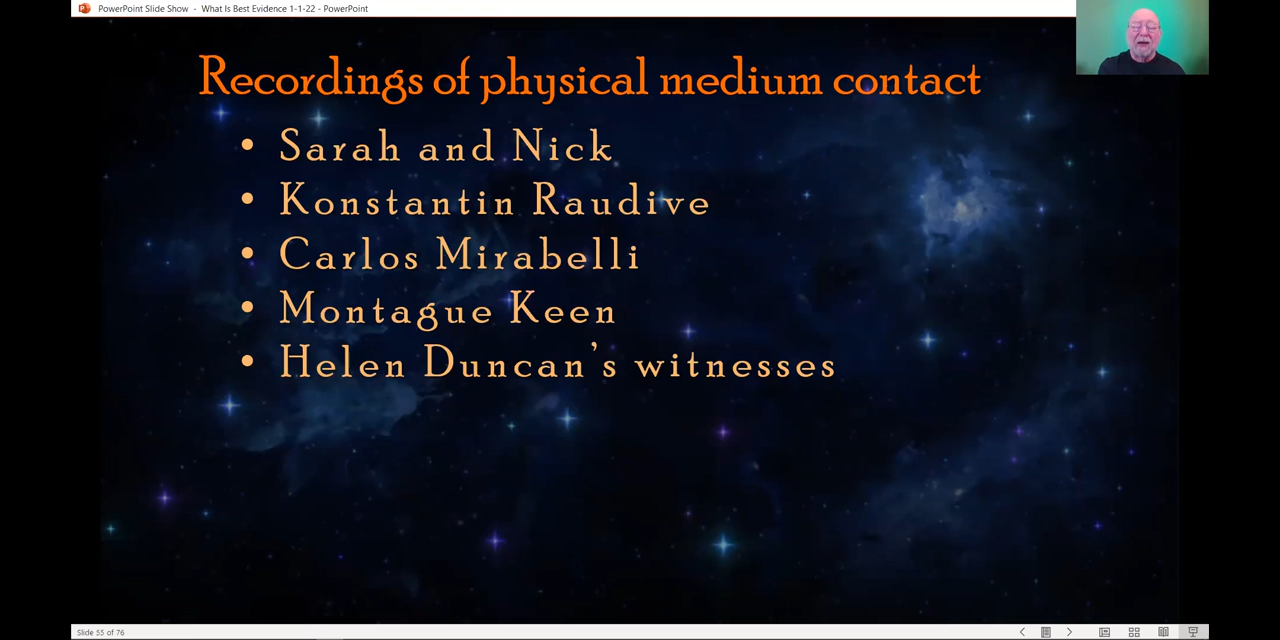 PowerPoint Slide Show - What Is Best Evidence 1-1-22 - PowerPoint
Recordings of physical medium contact
• Sarah and Nick
• Konstantin Raudive
• Carlos Mirabelli
• Montague Keen
• Helen Duncan's witnesses
Slide 55 of 76